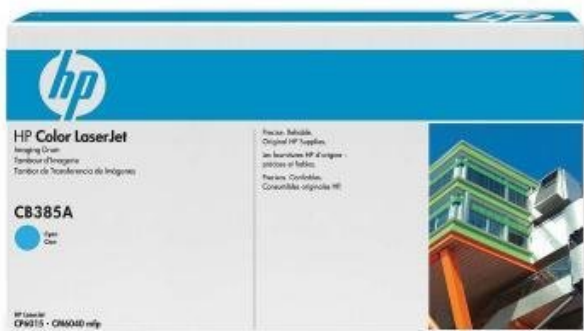 hp
HP Color LaserJet
Imaging Drum
Tambour d'Imagerie
Tambor de Transferencia de Imágenes
CB385A
Cyan
Precise. Reliable.
Original HP Supplies.
Les fournitures HP d'origine :
précises et fiables.
Precisos. Confiables.
Consumibles originales HP.
HP LaserJet
CP6015 · CM6040 mfp